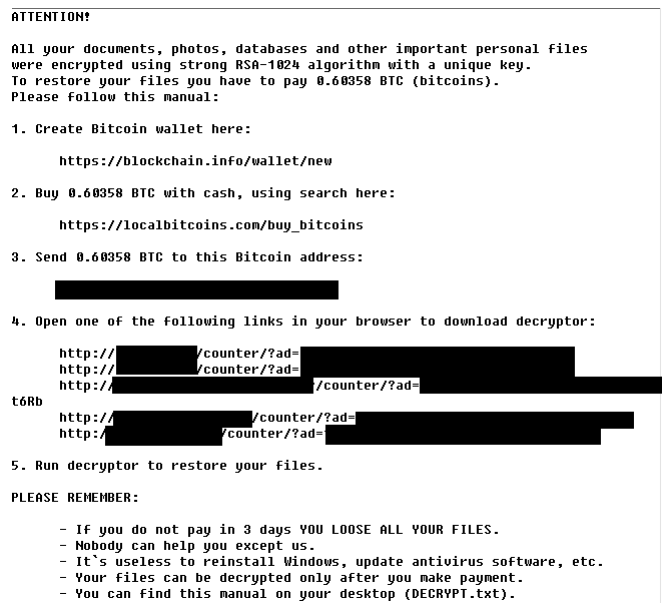 ATTENTION!
All your documents, photos, databases and other important personal files
were encrypted using strong RSA-1024 algorithm with a unique key.
To restore your files you have to pay 0.60358 BTC (bitcoins).
Please follow this manual:
1. Create Bitcoin wallet here:
https://blockchain.info/wallet/new
2. Buy 0.60358 BTC with cash, using search here:
https://localbitcoins.com/buy_bitcoins
3. Send 0.60358 BTC to this Bitcoin address:
4. Open one of the following links in your browser to download decryptor:
http:// /counter/?ad=
http:// /counter/?ad=
http:/ /counter/?ad=
t6Rb
http:/ /counter/?ad=
http:/ /counter/?ad=
5. Run decryptor to restore your files.
PLEASE REMEMBER:
- If you do not pay in 3 days YOU LOOSE ALL YOUR FILES.
- Nobody can help you except us.
- It`s useless to reinstall Windows, update antivirus software, etc.
- Your files can be decrypted only after you make payment.
- You can find this manual on your desktop (DECRYPT.txt).